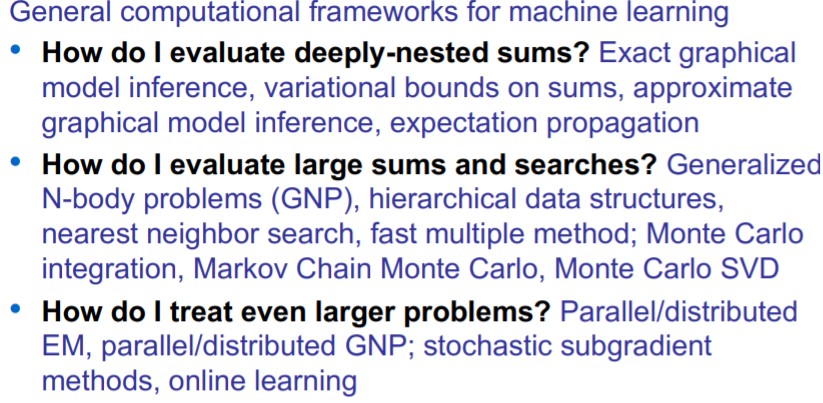 General computational frameworks for machine learning
• How do I evaluate deeply-nested sums? Exact graphical
model inference, variational bounds on sums, approximate
graphical model inference, expectation propagation
• How do I evaluate large sums and searches? Generalized
N-body problems (GNP), hierarchical data structures,
nearest neighbor search, fast multiple method; Monte Carlo
integration, Markov Chain Monte Carlo, Monte Carlo SVD
• How do I treat even larger problems? Parallel/distributed
EM, parallel/distributed GNP; stochastic subgradient
methods, online learning